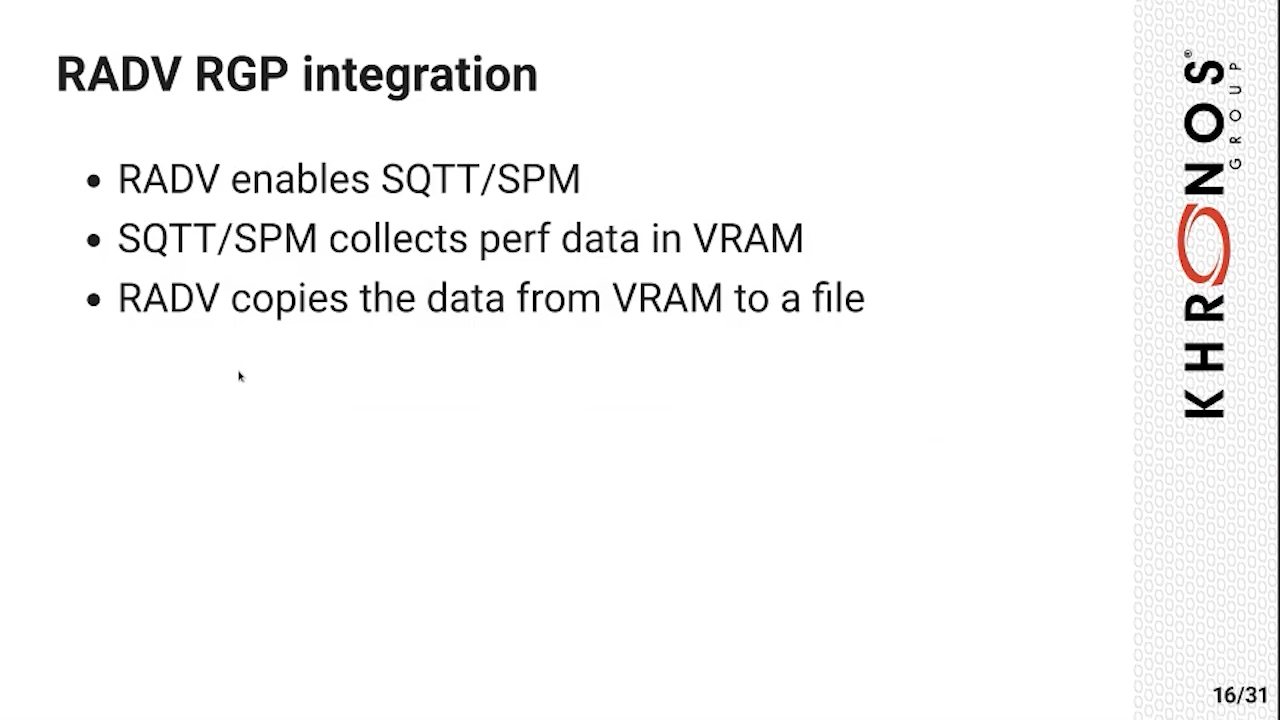 RADV RGP integration
• RADV enables SQTT/SPM
• SQTT/SPM collects perf data in VRAM
• RADV copies the data from VRAM to a file
KHRONOS®
GROUP
16/31